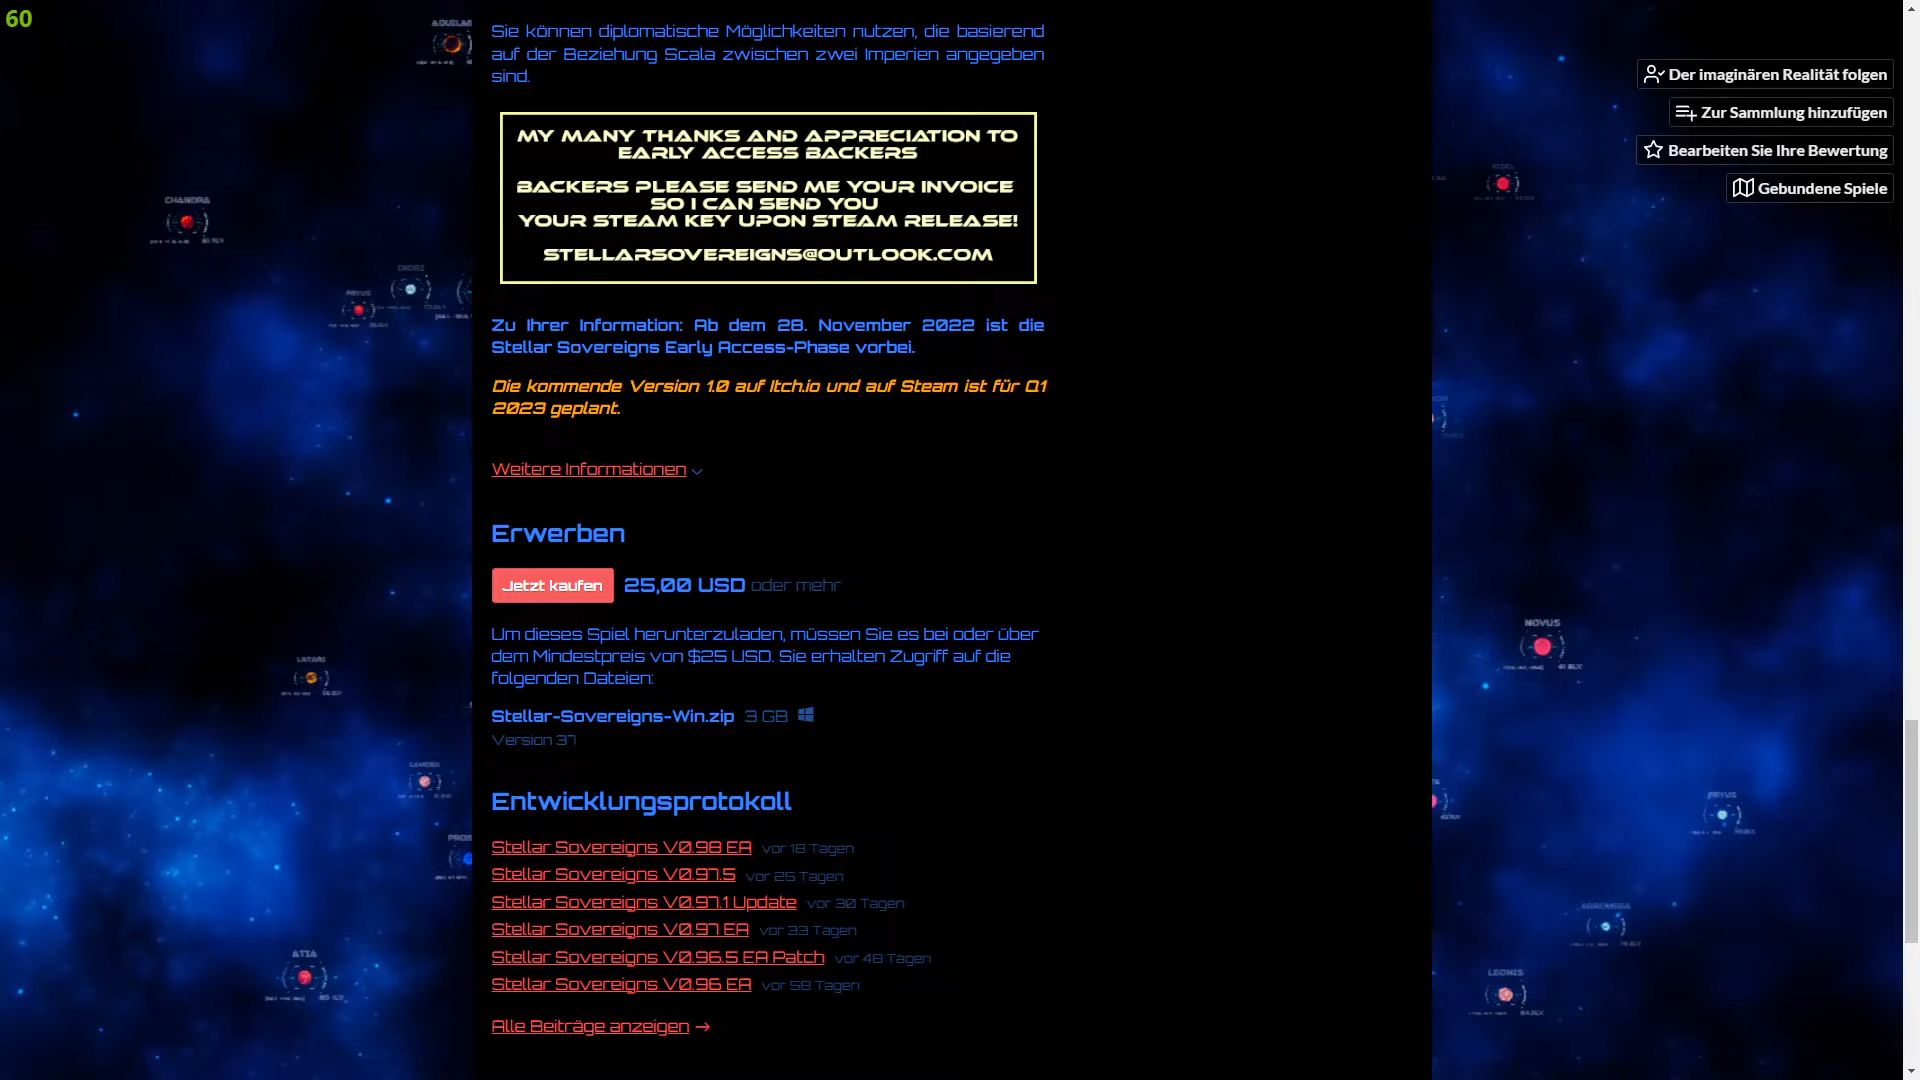 60
AQUILAE
Sie können diplomatische Möglichkeiten nutzen, die basierend
auf der Beziehung Scala zwischen zwei Imperien angegeben
sind.
MY MANY THANKS AND APPRECIATION TO
EARLY ACCESS BACKERS
BACKERS PLEASE SEND ME YOUR INVOICE
SO I CAN SEND YOU
YOUR STEAM KEY UPON STEAM RELEASE!
STELLARSOVEREIGNS@OUTLOOK.COM
Zu Ihrer Information: Ab dem 28. November 2022 ist die
Stellar Sovereigns Early Access-Phase vorbei.
Die kommende Version 1.0 auf Itch.io und auf Steam ist für Q1
2023 geplant.
Weitere Informationen
Erwerben
Jetzt kaufen 25,00 USD oder mehr
Um dieses Spiel herunterzuladen, müssen Sie es bei oder über
dem Mindestpreis von $25 USD. Sie erhalten Zugriff auf die
folgenden Dateien:
Stellar-Sovereigns-Win.zip 3 GB
Version 37
Entwicklungsprotokoll
Stellar Sovereigns V0.98 EA vor 18 Tagen
Stellar Sovereigns V0.97.5 vor 25 Tagen
Stellar Sovereigns V0.97.1 Update vor 30 Tagen
Stellar Sovereigns V0.97 EA vor 33 Tagen
Stellar Sovereigns V0.96.5 EA Patch vor 48 Tagen
Stellar Sovereigns V0.96 EA vor 58 Tagen
Alle Beiträge anzeigen →
Der imaginären Realität folgen
Zur Sammlung hinzufügen
Bearbeiten Sie Ihre Bewertung
Gebundene Spiele
CHANDRA
PRYUS
ATIA
NOVUS
PRYUS
LEONIS